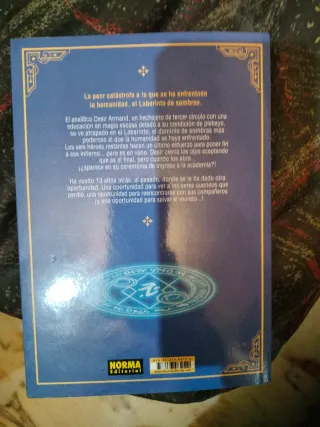 La peor catástrofe a la que se ha enfrentado
la humanidad, el Laberinto de sombras.
El analítico Desir Armand, un hechicero de tercer círculo con una
educación en magia escasa debido a su condición de plebeyo,
se ve atrapado en el Laberinto, el dominio de sombras más
poderoso al que la humanidad se haya enfrentado.
Los seis héroes restantes hacen un último esfuerzo para poner fin
a ese infierno... pero es en vano. Desir cierra los ojos aceptando
que es el final, pero cuando los abre...
¡¿aparece en su ceremonia de ingreso a la academia?!
Ha vuelto 13 años atrás, al pasado, donde se le ha dado otra
oportunidad. Una oportunidad para ver a los seres queridos que
perdió, una oportunidad para reencontrarse con sus compañeros
¡y una oportunidad para salvar el mundo...!
NORMA
Editorial